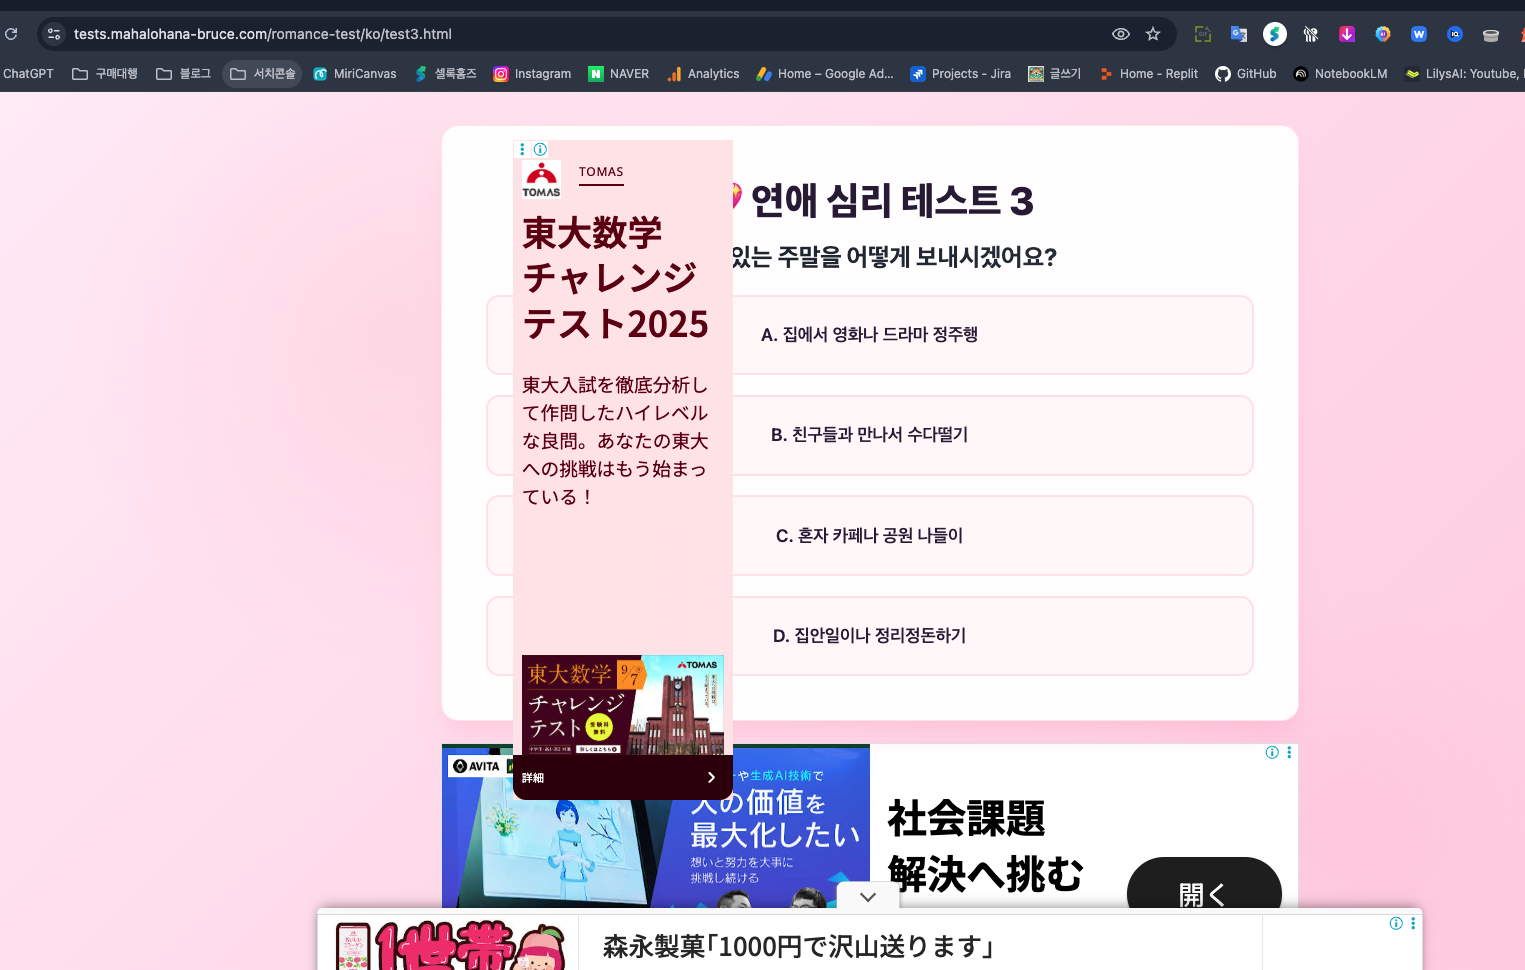 tests.mahalohana-bruce.com/romance-test/ko/test3.html
ChatGPT
구매대행
블로그
서치콘솔
MiriCanvas
셀록홈즈
Instagram
NAVER
Analytics
Home – Google Ad...
Projects - Jira
글쓰기
Home - Replit
GitHub
NotebookLM
LilysAI: Youtube,
연애 심리 테스트 3
있는 주말을 어떻게 보내시겠어요?
A. 집에서 영화나 드라마 정주행
B. 친구들과 만나서 수다떨기
C. 혼자 카페나 공원 나들이
D. 집안일이나 정리정돈하기
TOMAS
TOMAS
東大数学
チャレンジ
テスト2025
東大入試を徹底分析し
て作問したハイレベル
な良問。あなたの東大
への挑戦はもう始まっ
ている！
東大数学
9/7
チャレンジ
テスト
受験料
無料
TOMAS
詳しくはこちら
詳細
AVITA
や生成AI技術で
人の価値を
最大化したい
想いと努力を大事に
挑戦し続ける
社会課題
解決へ挑む
開く
1世帯
森永製菓「1000円で沢山送ります」